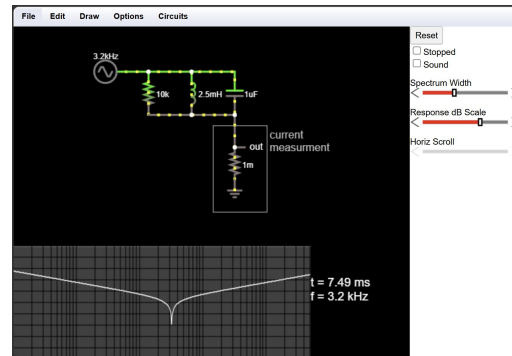 File Edit Draw Options Circuits
Reset
Stopped
Sound
Spectrum Width
Response dB Scale
Horiz Scroll
3.2kHz
10k
2.5mH
1uF
current
measurment
out
1m
t = 7.49 ms
f = 3.2 kHz